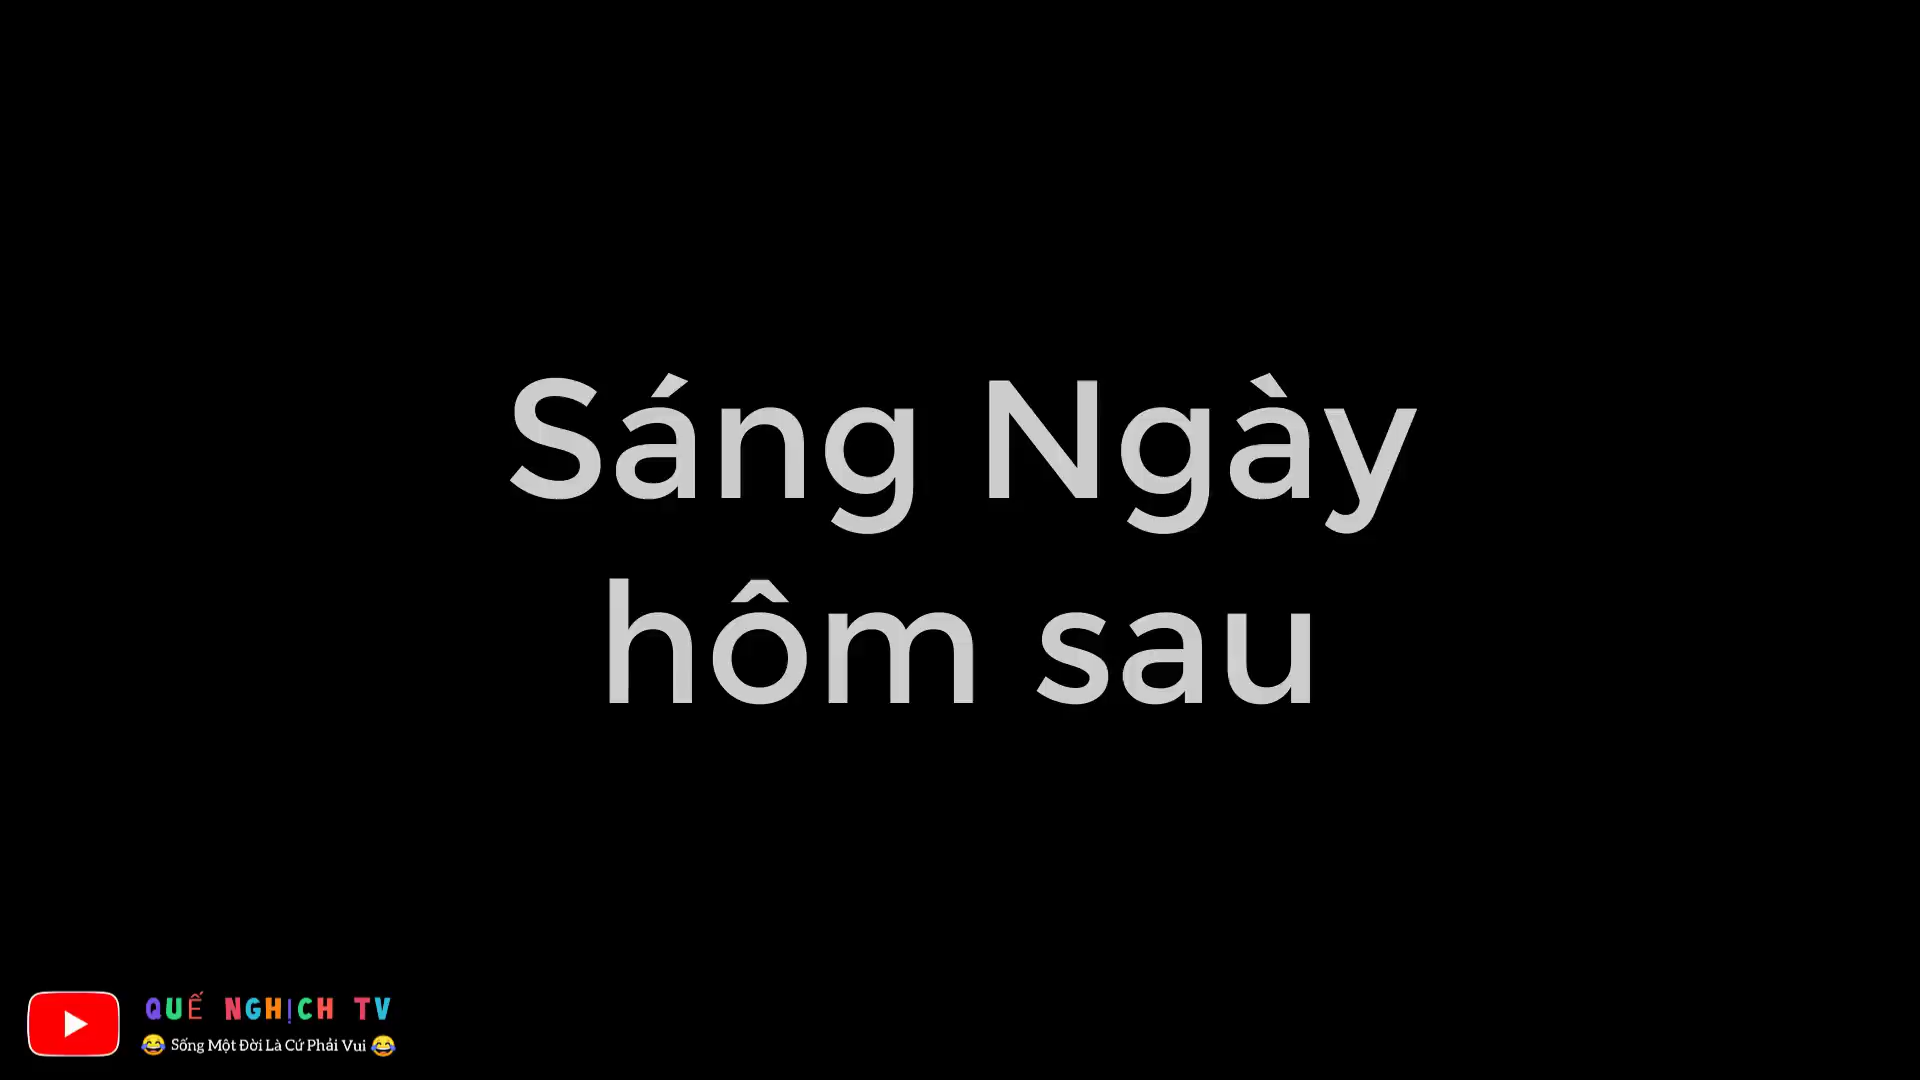 Sáng Ngày
hôm sau
QUẾ NGHỊCH TV
😂 Sống Một Đời Là Cứ Phải Vui 😂